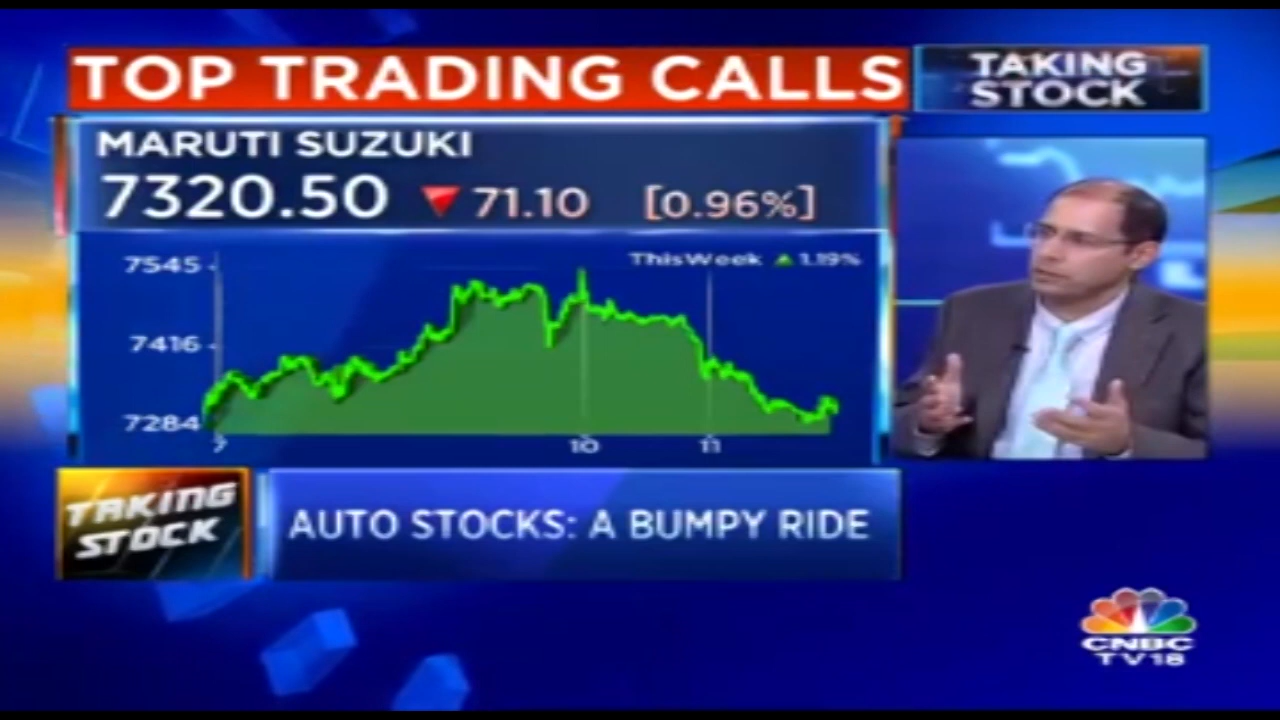 TOP TRADING CALLS
TAKING
STOCK
MARUTI SUZUKI
7320.50 ▼ 71.10 [0.96%]
ThisWeek ▲ 1.19%
7545
7416
7284
10 11
TAKING
STOCK
AUTO STOCKS: A BUMPY RIDE
CNBC
TV18